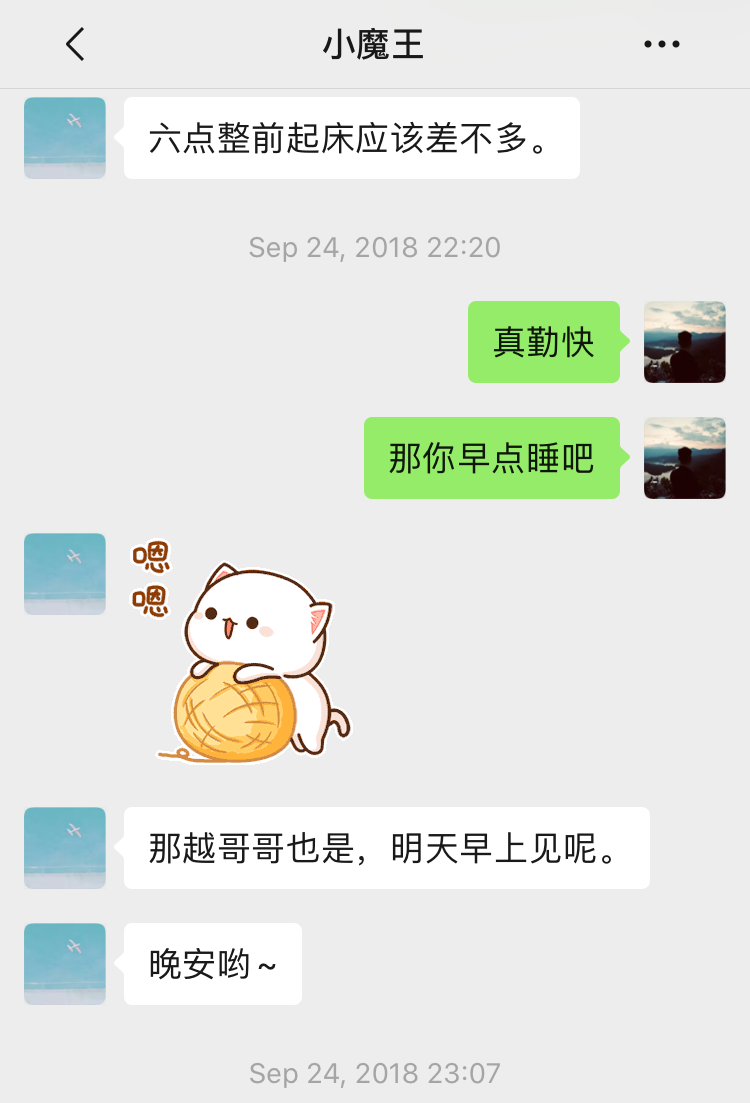 小魔王
六点整前起床应该差不多。
Sep 24, 2018 22:20
真勤快
那你早点睡吧
嗯
嗯
那越哥哥也是，明天早上见呢。
晚安哟~
Sep 24, 2018 23:07